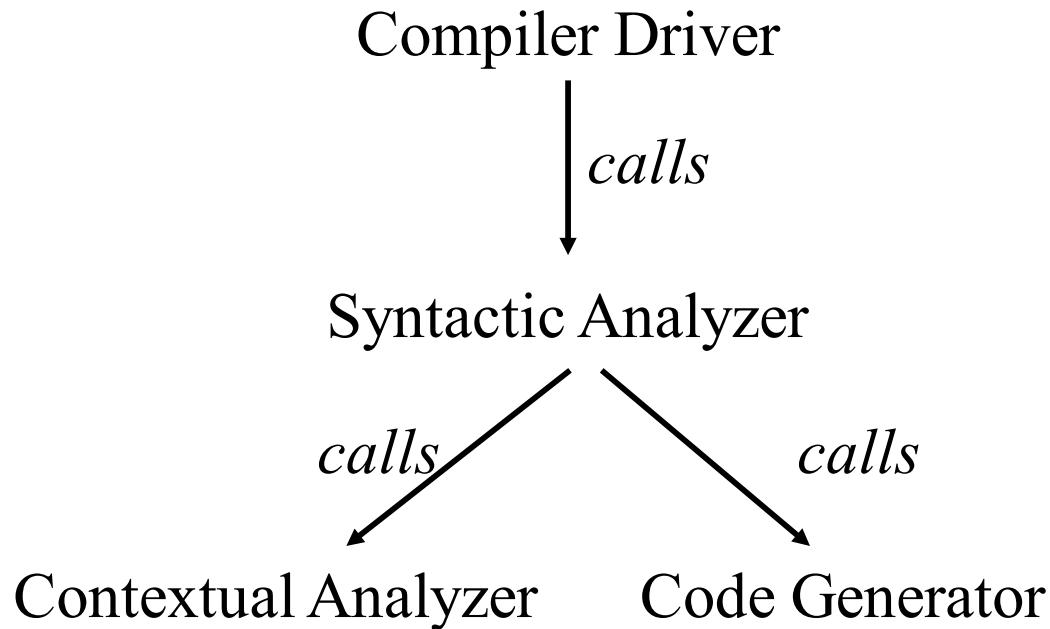 Compiler Driver
calls
Syntactic Analyzer
calls
calls
Contextual Analyzer
Code Generator